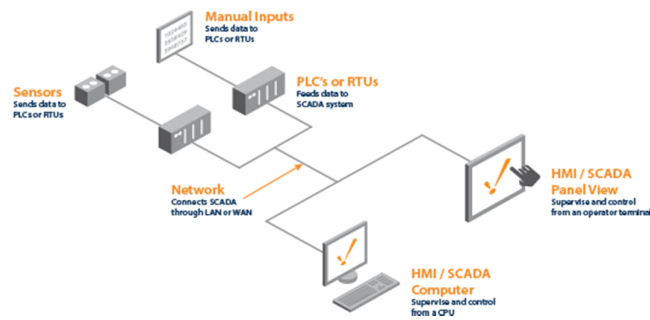 Manual Inputs
Sends data to
PLCs or RTUs
Sensors
Sends data to
PLCs or RTUs
PLC's or RTUs
Feeds data to
SCADA system
Network
Connects SCADA
through LAN or WAN
HMI / SCADA
Panel View
Supervise and control
from an operator terminal
HMI / SCADA
Computer
Supervise and control
from a CPU